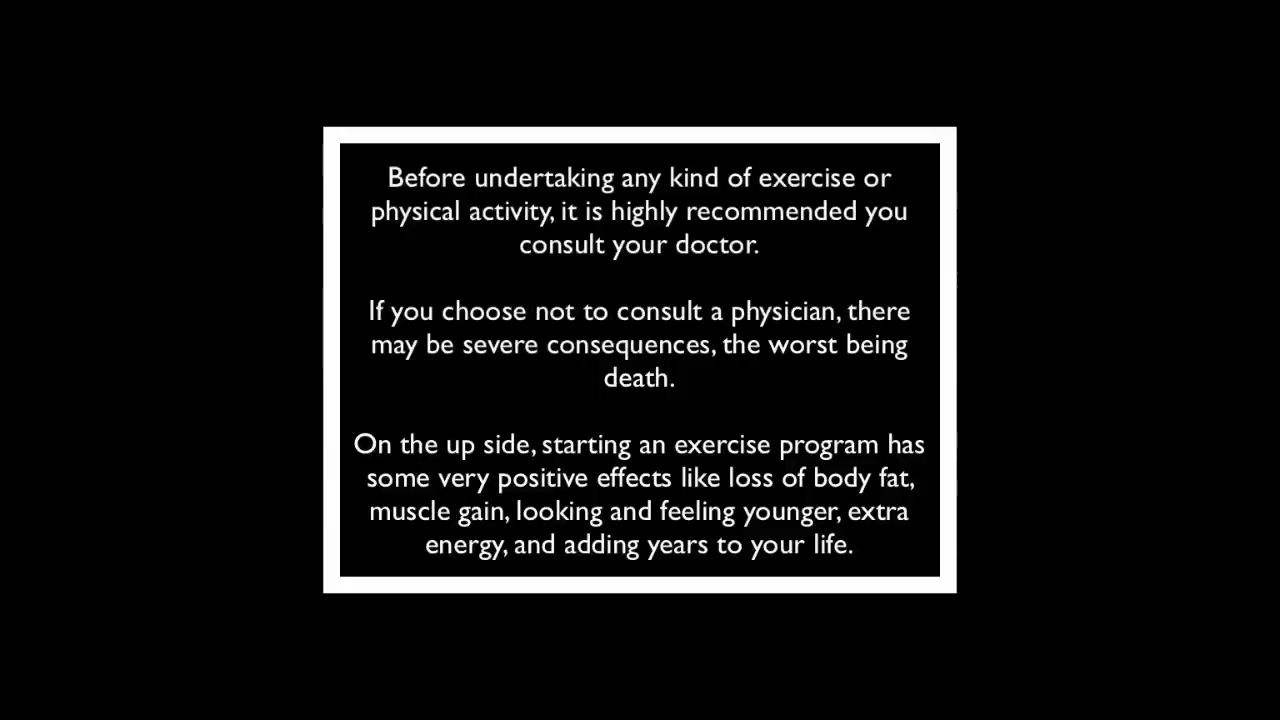 Before undertaking any kind of exercise or
physical activity, it is highly recommended you
consult your doctor.
If you choose not to consult a physician, there
may be severe consequences, the worst being
death.
On the up side, starting an exercise program has
some very positive effects like loss of body fat,
muscle gain, looking and feeling younger, extra
energy, and adding years to your life.